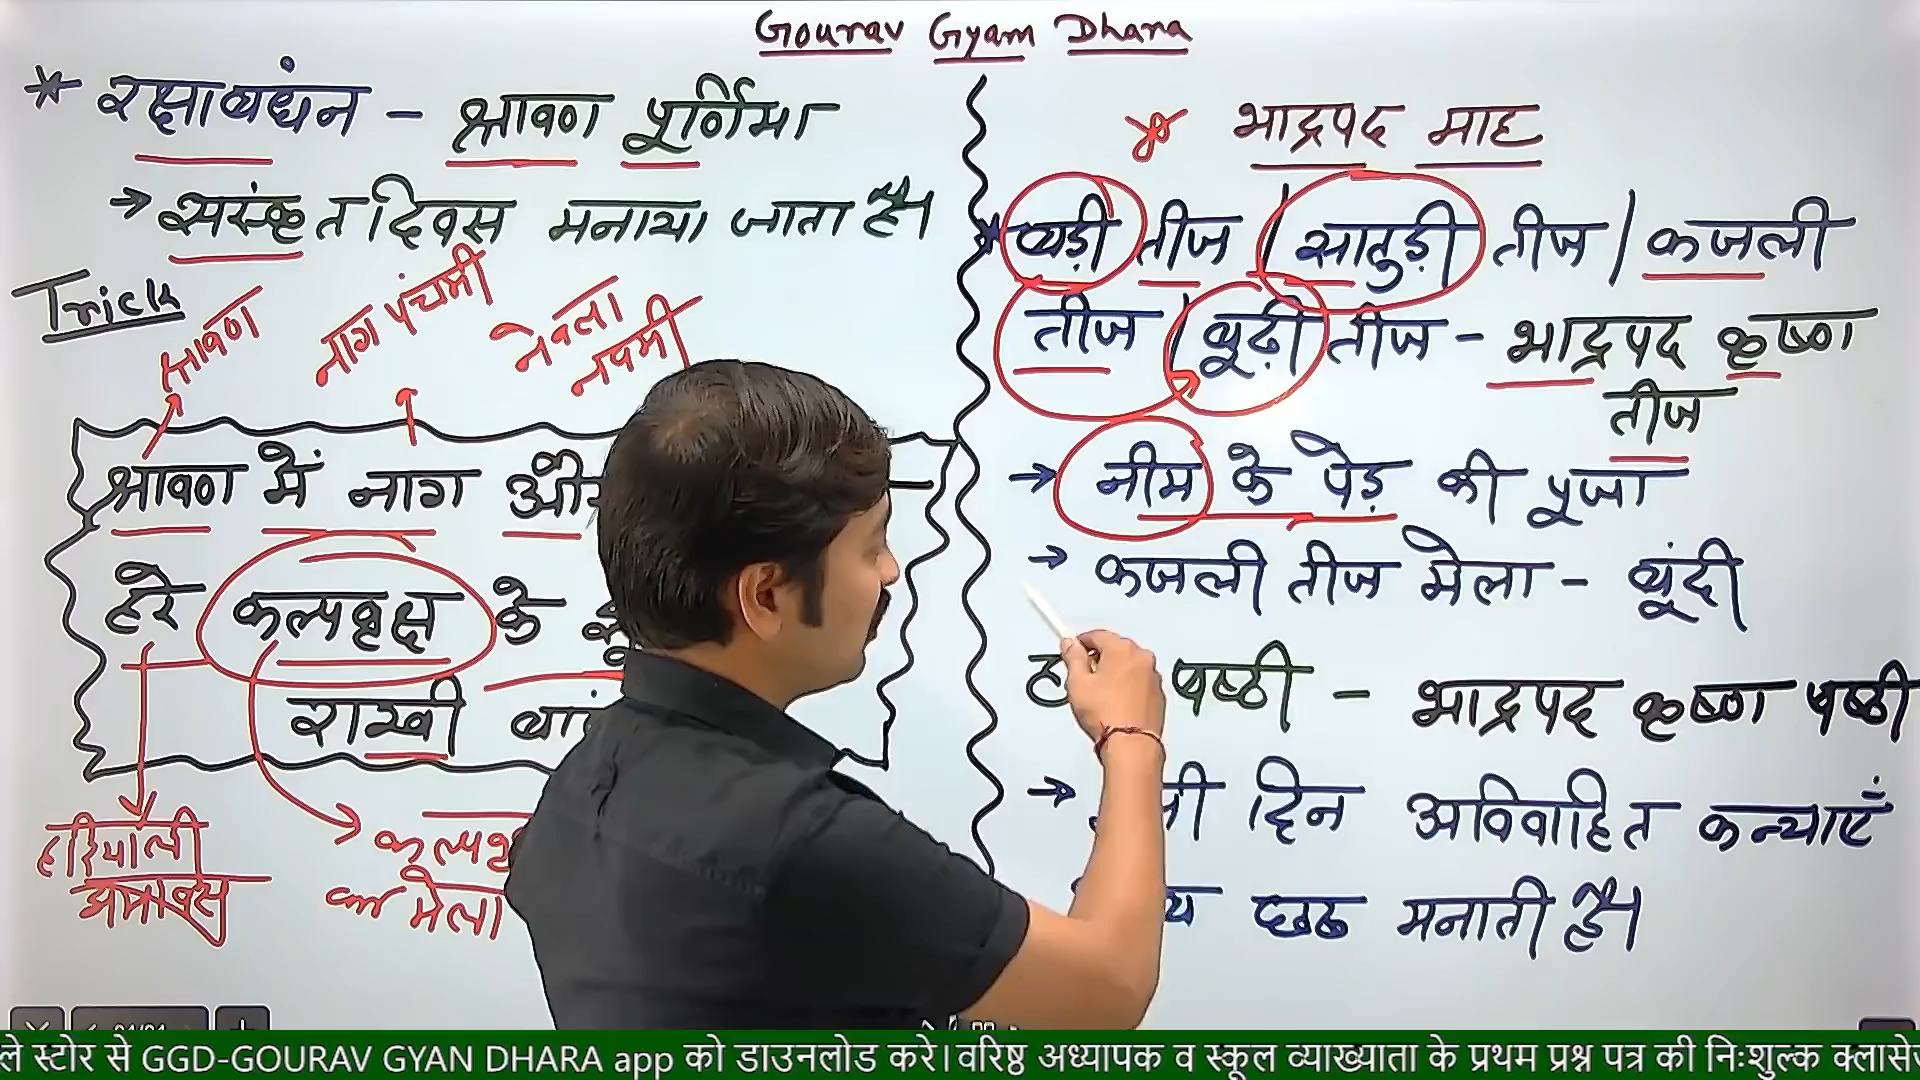 Gourav Gyan Dhara
* रक्षाबंधन - श्रावण पूर्णिमा
→ संस्कृत दिवस मनाया जाता है।
Trick
श्रावण
नाग पंचमी
नेवला
नवमी
श्रावण में नाग
हरे कल्पवृक्ष के
राखी
हरियाली
अमावस
का मेला
* भाद्रपद माह
* बड़ी तीज / सातुड़ी तीज / कजली
तीज / बूढ़ी तीज - भाद्रपद कृष्ण
तीज
→ नीम के पेड़ की पूजा
→ कजली तीज मेला - बूंदी
षष्ठी - भाद्रपद कृष्ण षष्ठी
→ दिन अविवाहित कन्याएँ
छठ मनाती है।
ले स्टोर से GGD-GOURAV GYAN DHARA app को डाउनलोड करे। वरिष्ठ अध्यापक व स्कूल व्याख्याता के प्रथम प्रश्न पत्र की निःशुल्क